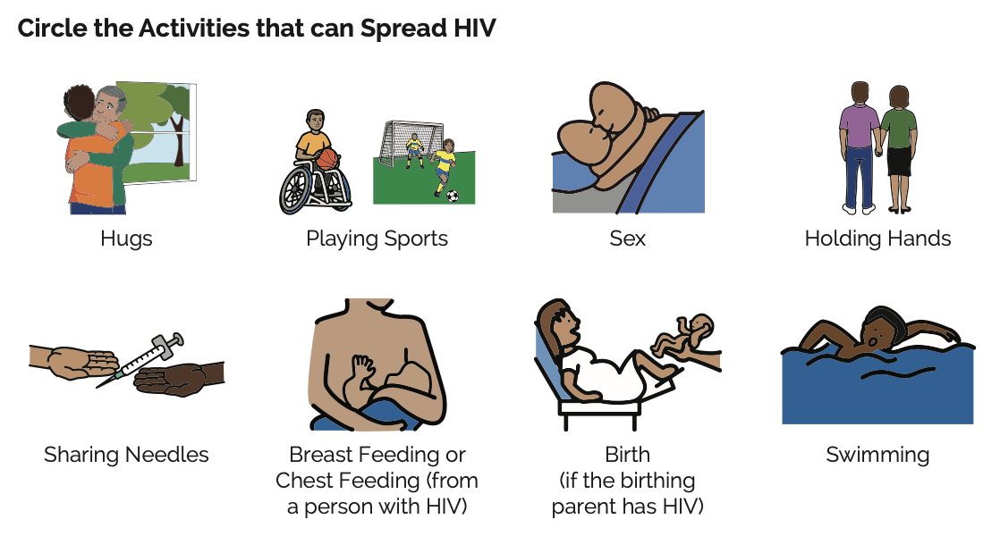 Circle the Activities that can Spread HIV
Hugs
Playing Sports
Sex
Holding Hands
Sharing Needles
Breast Feeding or
Chest Feeding (from
a person with HIV)
Birth
(if the birthing
parent has HIV)
Swimming